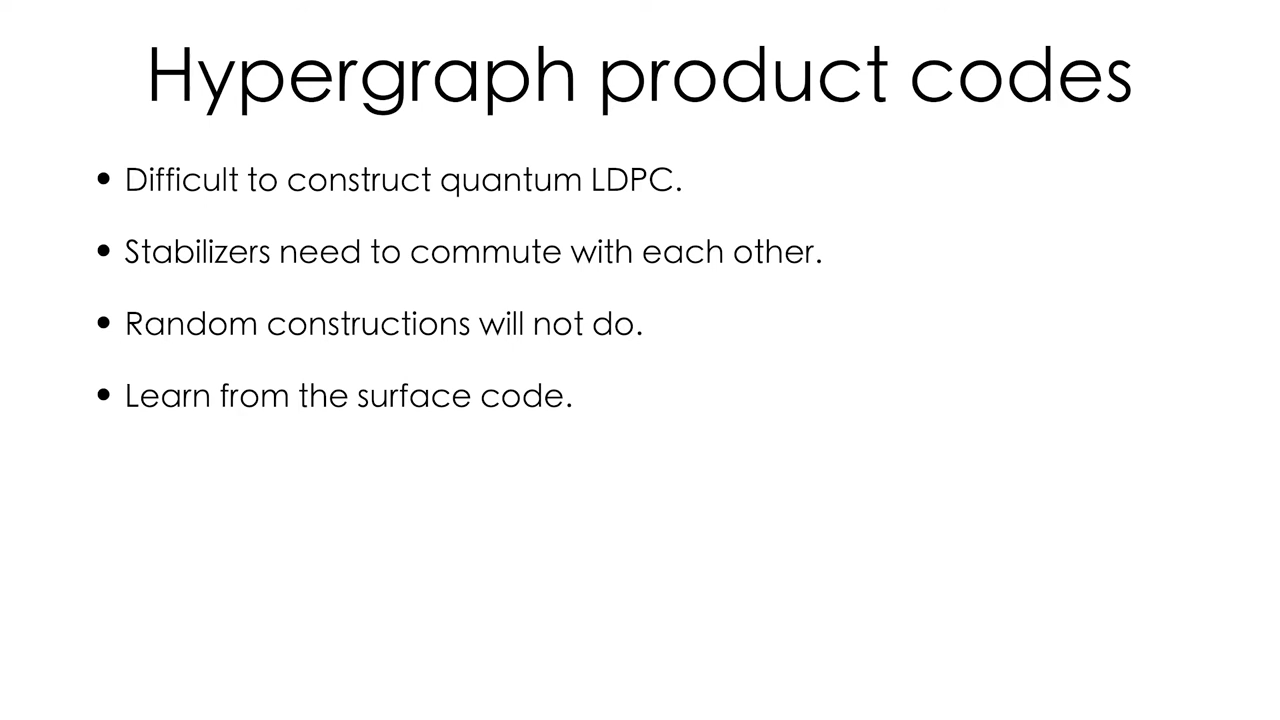 Hypergraph product codes
• Difficult to construct quantum LDPC.
• Stabilizers need to commute with each other.
• Random constructions will not do.
• Learn from the surface code.